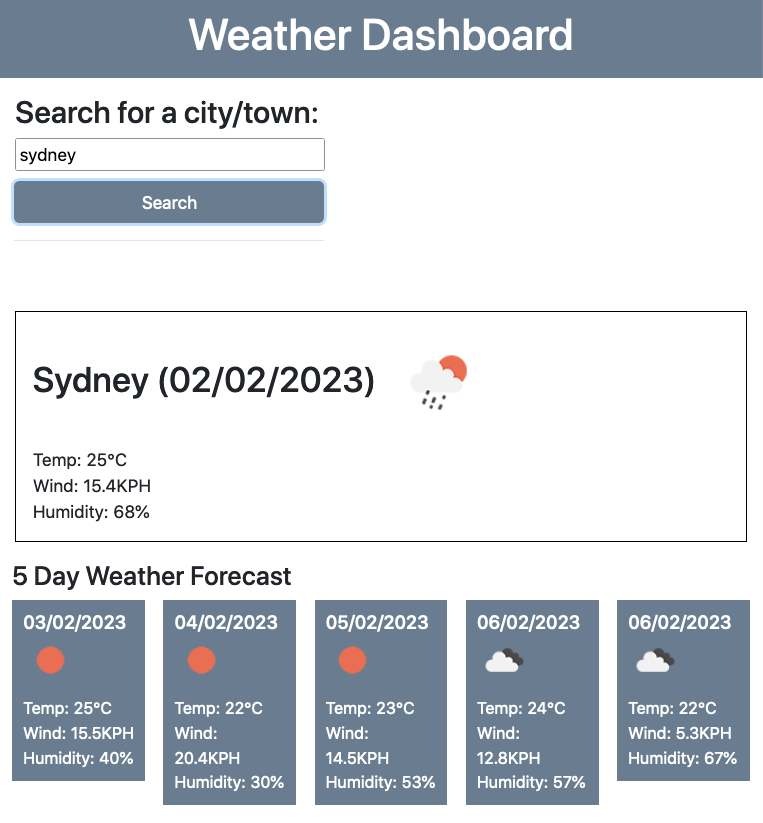 Weather Dashboard
Search for a city/town:
sydney
Search
Sydney (02/02/2023)
Temp: 25°C
Wind: 15.4KPH
Humidity: 68%
5 Day Weather Forecast
03/02/2023
Temp: 25°C
Wind: 15.5KPH
Humidity: 40%
04/02/2023
Temp: 22°C
Wind:
20.4KPH
Humidity: 30%
05/02/2023
Temp: 23°C
Wind:
14.5KPH
Humidity: 53%
06/02/2023
Temp: 24°C
Wind:
12.8KPH
Humidity: 57%
06/02/2023
Temp: 22°C
Wind: 5.3KPH
Humidity: 67%